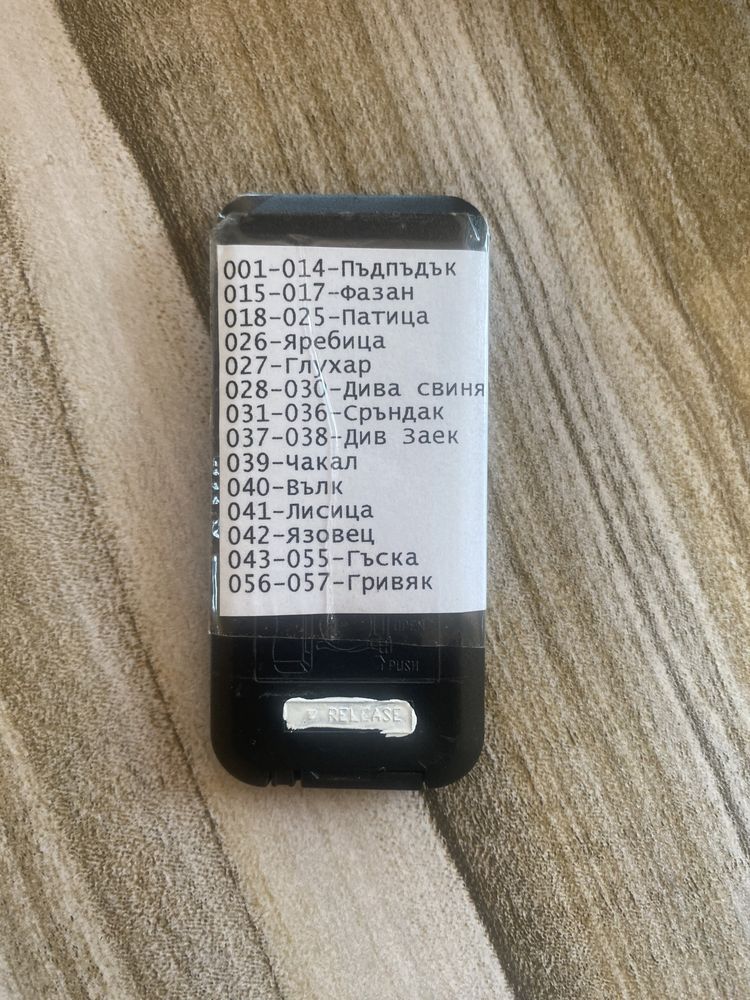 001-014-Пъдпъдък
015-017-Фазан
018-025-Патица
026-Яребица
027-Глухар
028-030-Дива свиня
031-036-Сръндак
037-038-Див Заек
039-Чакал
040-Вълк
041-Лисица
042-Язовец
043-055-Гъска
056-057-Гривяк
OPEN
PUSH
RELEASE